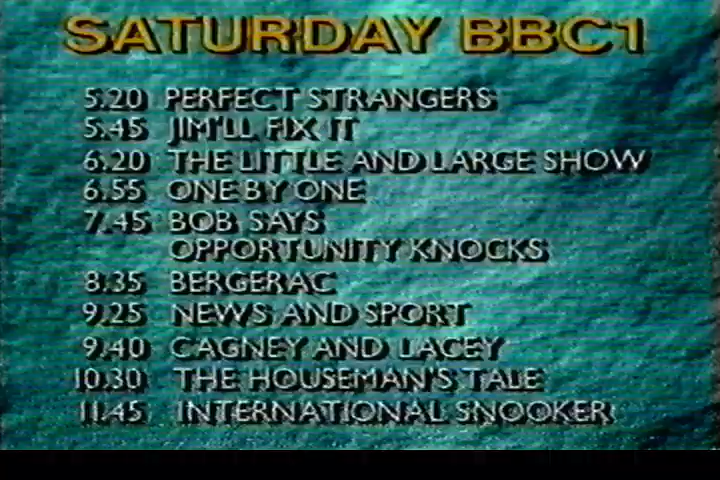 SATURDAY BBC1
5.20 PERFECT STRANGERS
5.45 JIM'LL FIX IT
6.20 THE LITTLE AND LARGE SHOW
6.55 ONE BY ONE
7.45 BOB SAYS
OPPORTUNITY KNOCKS
8.35 BERGERAC
9.25 NEWS AND SPORT
9.40 CAGNEY AND LACEY
10.30 THE HOUSEMAN'S TALE
11.45 INTERNATIONAL SNOOKER